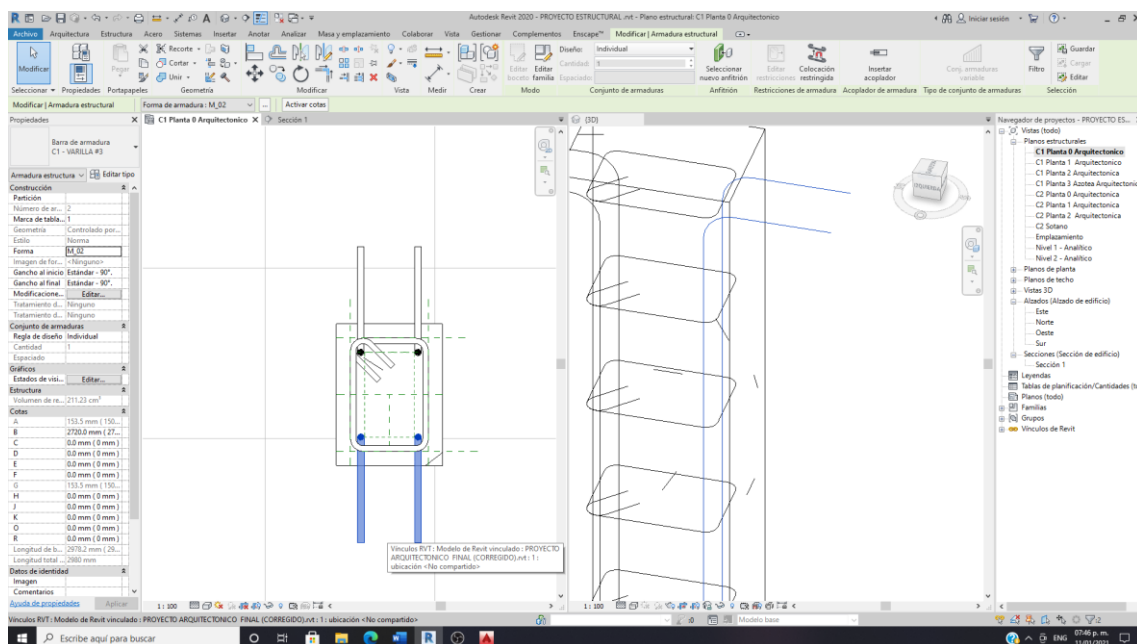 Autodesk Revit 2020 - PROYECTO ESTRUCTURAL .rvt - Plano estructural: C1 Planta 0 Arquitectonico
Iniciar sesión
Archivo Arquitectura Estructura Acero Sistemas Insertar Anotar Analizar Masa y emplazamiento Colaborar Vista Gestionar Complementos Enscape™ Modificar | Armadura estructural
Modificar
Pegar
Recorte
Cortar
Unir
Editar boceto
Editar familia
Diseño: Individual
Cantidad: 1
Espaciado:
Seleccionar nuevo anfitrión
Editar restricciones
Colocación restringida
Insertar acoplador
Conj. armaduras variable
Filtro
Guardar
Cargar
Editar
Seleccionar Propiedades Portapapeles Geometría Modificar Vista Medir Crear Modo Conjunto de armaduras Anfitrión Restricciones de armadura Acoplador de armadura Tipo de conjunto de armaduras Selección
Modificar | Armadura estructural
Forma de armadura : M_02
...
Activar cotas
Propiedades
C1 Planta 0 Arquitectonico
Sección 1
{3D}
Navegador de proyectos - PROYECTO ES...
Barra de armadura
C1 - VARILLA #3
Armadura estructura
Editar tipo
Construcción
Partición
Número de ar... 2
Marca de tabla... 1
Geometría Controlado por...
Estilo Norma
Forma M_02
Imagen de for... <Ninguno>
Gancho al inicio Estándar - 90°.
Gancho al final Estándar - 90°.
Modificacione... Editar...
Tratamiento d... Ninguno
Tratamiento d... Ninguno
Conjunto de armaduras
Regla de diseño Individual
Cantidad 1
Espaciado
Gráficos
Estados de visi... Editar...
Estructura
Volumen de re... 211.23 cm³
Cotas
A 153.5 mm ( 150...
B 2720.0 mm ( 27...
C 0.0 mm ( 0 mm )
D 0.0 mm ( 0 mm )
E 0.0 mm ( 0 mm )
F 0.0 mm ( 0 mm )
G 153.5 mm ( 150...
H 0.0 mm ( 0 mm )
J 0.0 mm ( 0 mm )
K 0.0 mm ( 0 mm )
O 0.0 mm ( 0 mm )
R 0.0 mm ( 0 mm )
Longitud de b... 2978.2 mm ( 29...
Longitud total ... 2980 mm
Datos de identidad
Imagen
Comentarios
Ayuda de propiedades
Aplicar
Vínculos RVT : Modelo de Revit vinculado : PROYECTO
ARQUITECTONICO FINAL (CORREGIDO).rvt : 1 :
ubicación <No compartido>
IZQUIERDA
Vistas (todo)
Planos estructurales
C1 Planta 0 Arquitectonico
C1 Planta 1 Arquitectonico
C1 Planta 2 Arquitectonica
C1 Planta 3 Azotea Arquitectonic
C2 Planta 0 Arquitectonica
C2 Planta 1 Arquitectonica
C2 Planta 2 Arquitectonica
C2 Sotano
Emplazamiento
Nivel 1 - Analítico
Nivel 2 - Analítico
Planos de planta
Planos de techo
Vistas 3D
Alzados (Alzado de edificio)
Este
Norte
Oeste
Sur
Secciones (Sección de edificio)
Sección 1
Leyendas
Tablas de planificación/Cantidades (t
Planos (todo)
Familias
Grupos
Vínculos de Revit
1 : 100
1 : 100
Vínculos RVT : Modelo de Revit vinculado : PROYECTO ARQUITECTONICO FINAL (CORREGIDO).rvt : 1 : ubicación <No compartido>
:0
Modelo base
:2
Escribe aquí para buscar
ENG
07:46 p. m.
11/01/2021